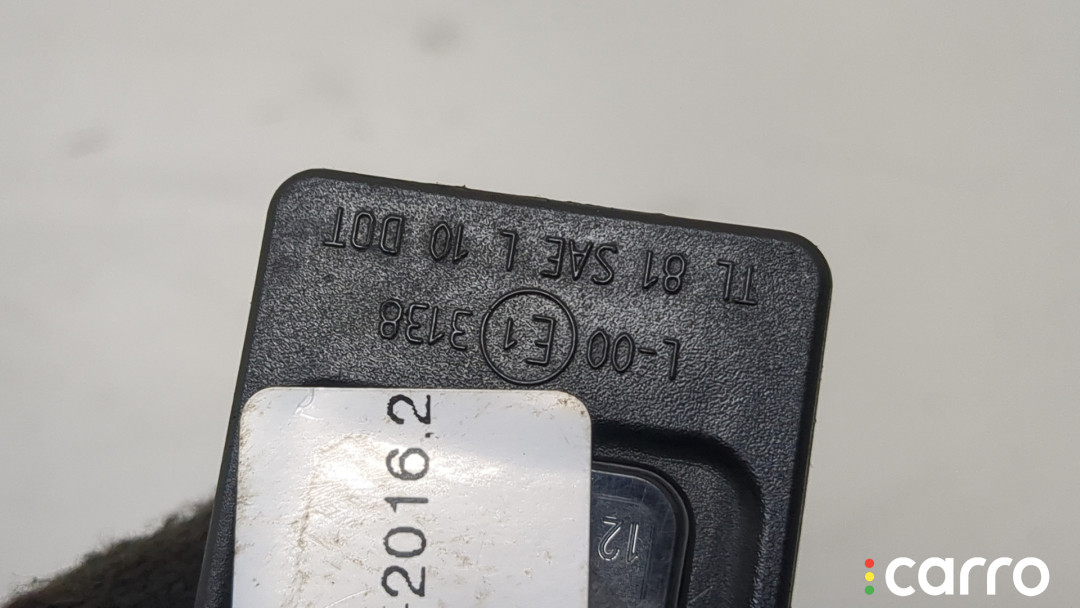 TL 81 SAE L 10 DOT
L-00 E1 3138
-2016.2
12
carro